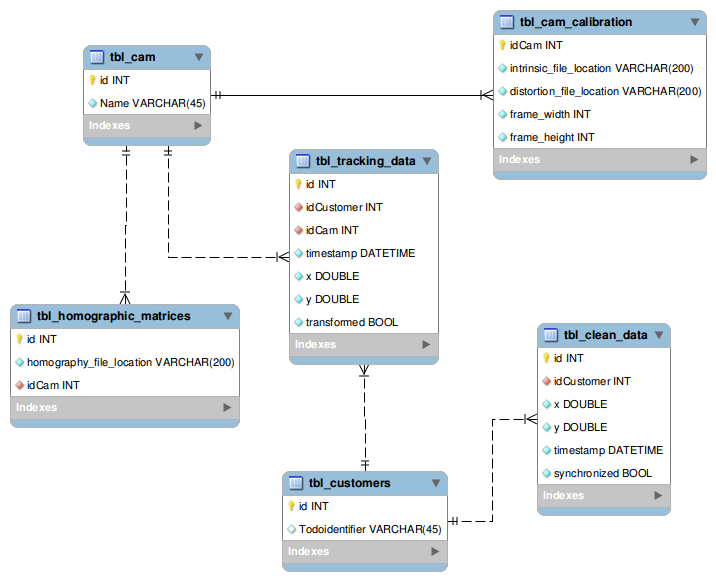 tbl_cam
id INT
Name VARCHAR(45)
Indexes
tbl_cam_calibration
idCam INT
intrinsic_file_location VARCHAR(200)
distortion_file_location VARCHAR(200)
frame_width INT
frame_height INT
Indexes
tbl_tracking_data
id INT
idCustomer INT
idCam INT
timestamp DATETIME
x DOUBLE
y DOUBLE
transformed BOOL
Indexes
tbl_homographic_matrices
id INT
homography_file_location VARCHAR(200)
idCam INT
Indexes
tbl_clean_data
id INT
idCustomer INT
x DOUBLE
y DOUBLE
timestamp DATETIME
synchronized BOOL
Indexes
tbl_customers
id INT
Todoidentifier VARCHAR(45)
Indexes